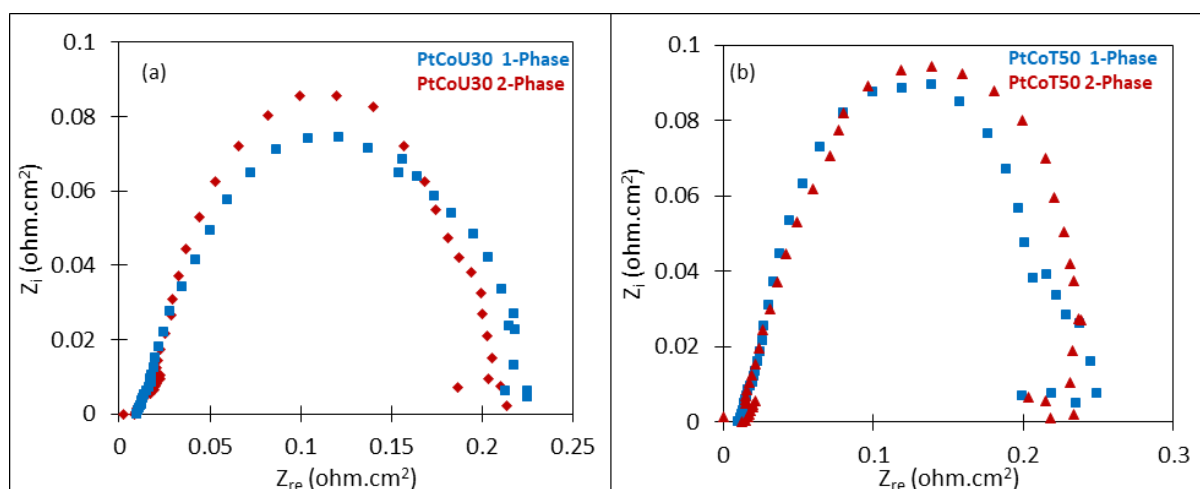 (a)
PtCoU30 1-Phase
PtCoU30 2-Phase
0.1
0.08
0.06
0.04
0.02
0
Zi (ohm.cm²)
0 0.05 0.1 0.15 0.2 0.25
Zre (ohm.cm²)
(b)
PtCoT50 1-Phase
PtCoT50 2-Phase
0.1
0.08
0.06
0.04
0.02
0
Zi (ohm.cm²)
0 0.1 0.2 0.3
Zre (ohm.cm²)